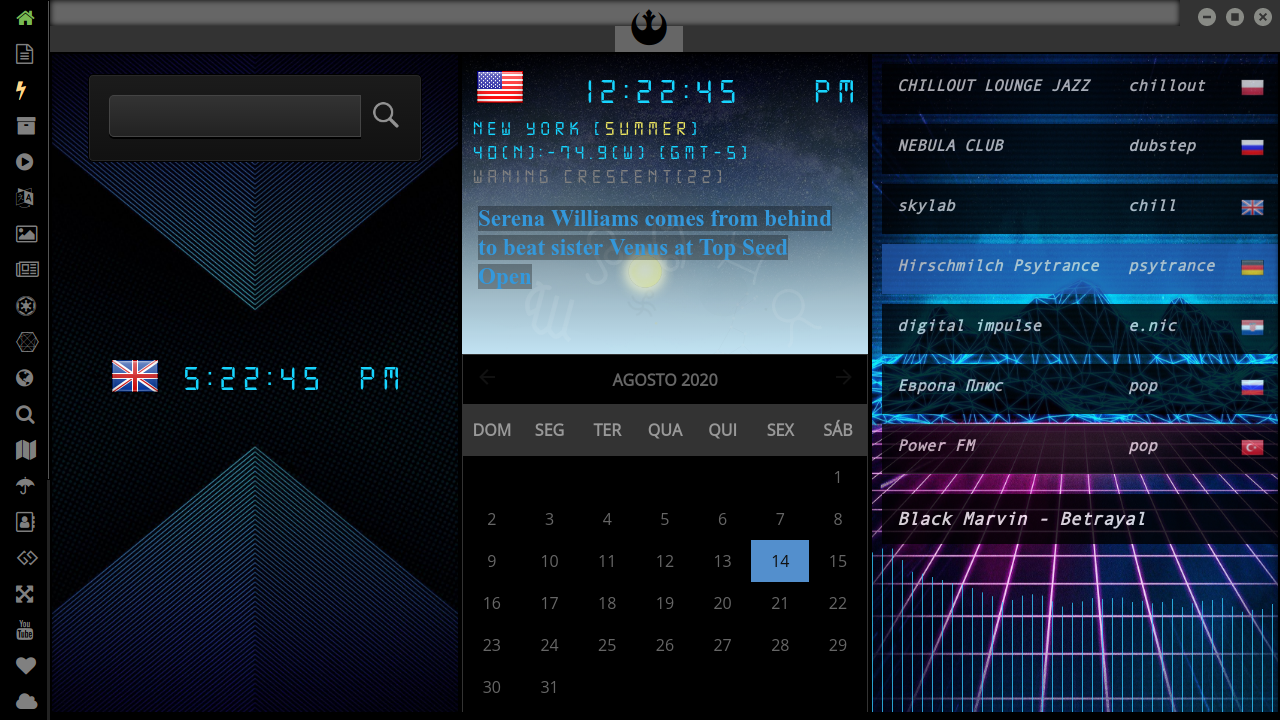 5:22:45 PM
12:22:45 PM
NEW YORK (SUMMER)
40(N):-74.9(W) (GMT-5)
WANING CRESCENT(22)
Serena Williams comes from behind
to beat sister Venus at Top Seed
Open
AGOSTO 2020
DOM SEG TER QUA QUI SEX SÁB
1
2 3 4 5 6 7 8
9 10 11 12 13 14 15
16 17 18 19 20 21 22
23 24 25 26 27 28 29
30 31
CHILLOUT LOUNGE JAZZ chillout
NEBULA CLUB dubstep
skylab chill
Hirschmilch Psytrance psytrance
digital impulse e.nic
Европа Плюс pop
Power FM pop
Black Marvin - Betrayal
You
Tube